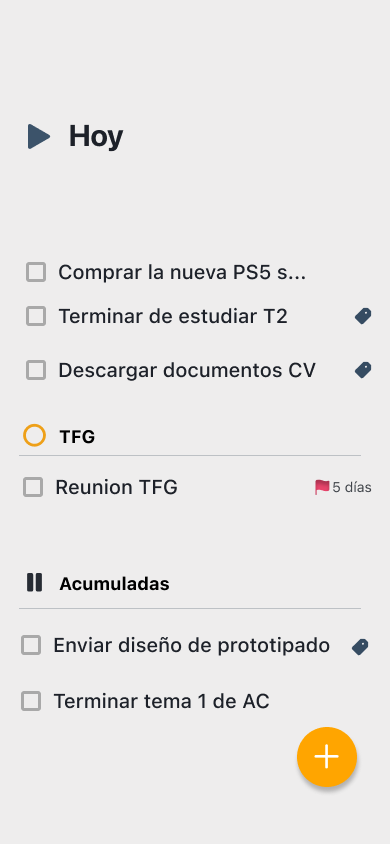 Hoy
Comprar la nueva PS5 s...
Terminar de estudiar T2
Descargar documentos CV
TFG
Reunion TFG
5 días
Acumuladas
Enviar diseño de prototipado
Terminar tema 1 de AC